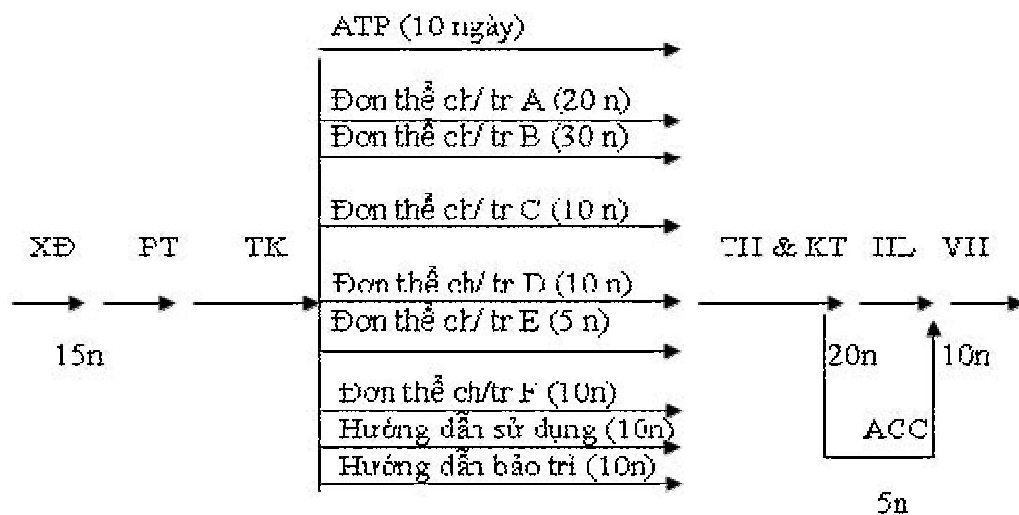 ATP (10 ngày)
Đơn thể ch/ tr A (20 n)
Đơn thể ch/ tr B (30 n)
Đơn thể ch/ tr C (10 n)
XĐ PT TK TH & KT HL VH
Đơn thể ch/ tr D (10 n)
Đơn thể ch/ tr E (5 n)
15n 20n 10n
Đơn thể ch/tr F (10n)
Hướng dẫn sử dụng (10n)
ACC
Hướng dẫn bảo trì (10n)
5n